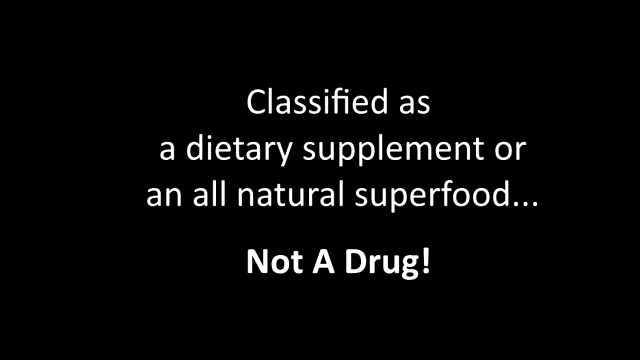 Classified as
a dietary supplement or
an all natural superfood...
Not A Drug!